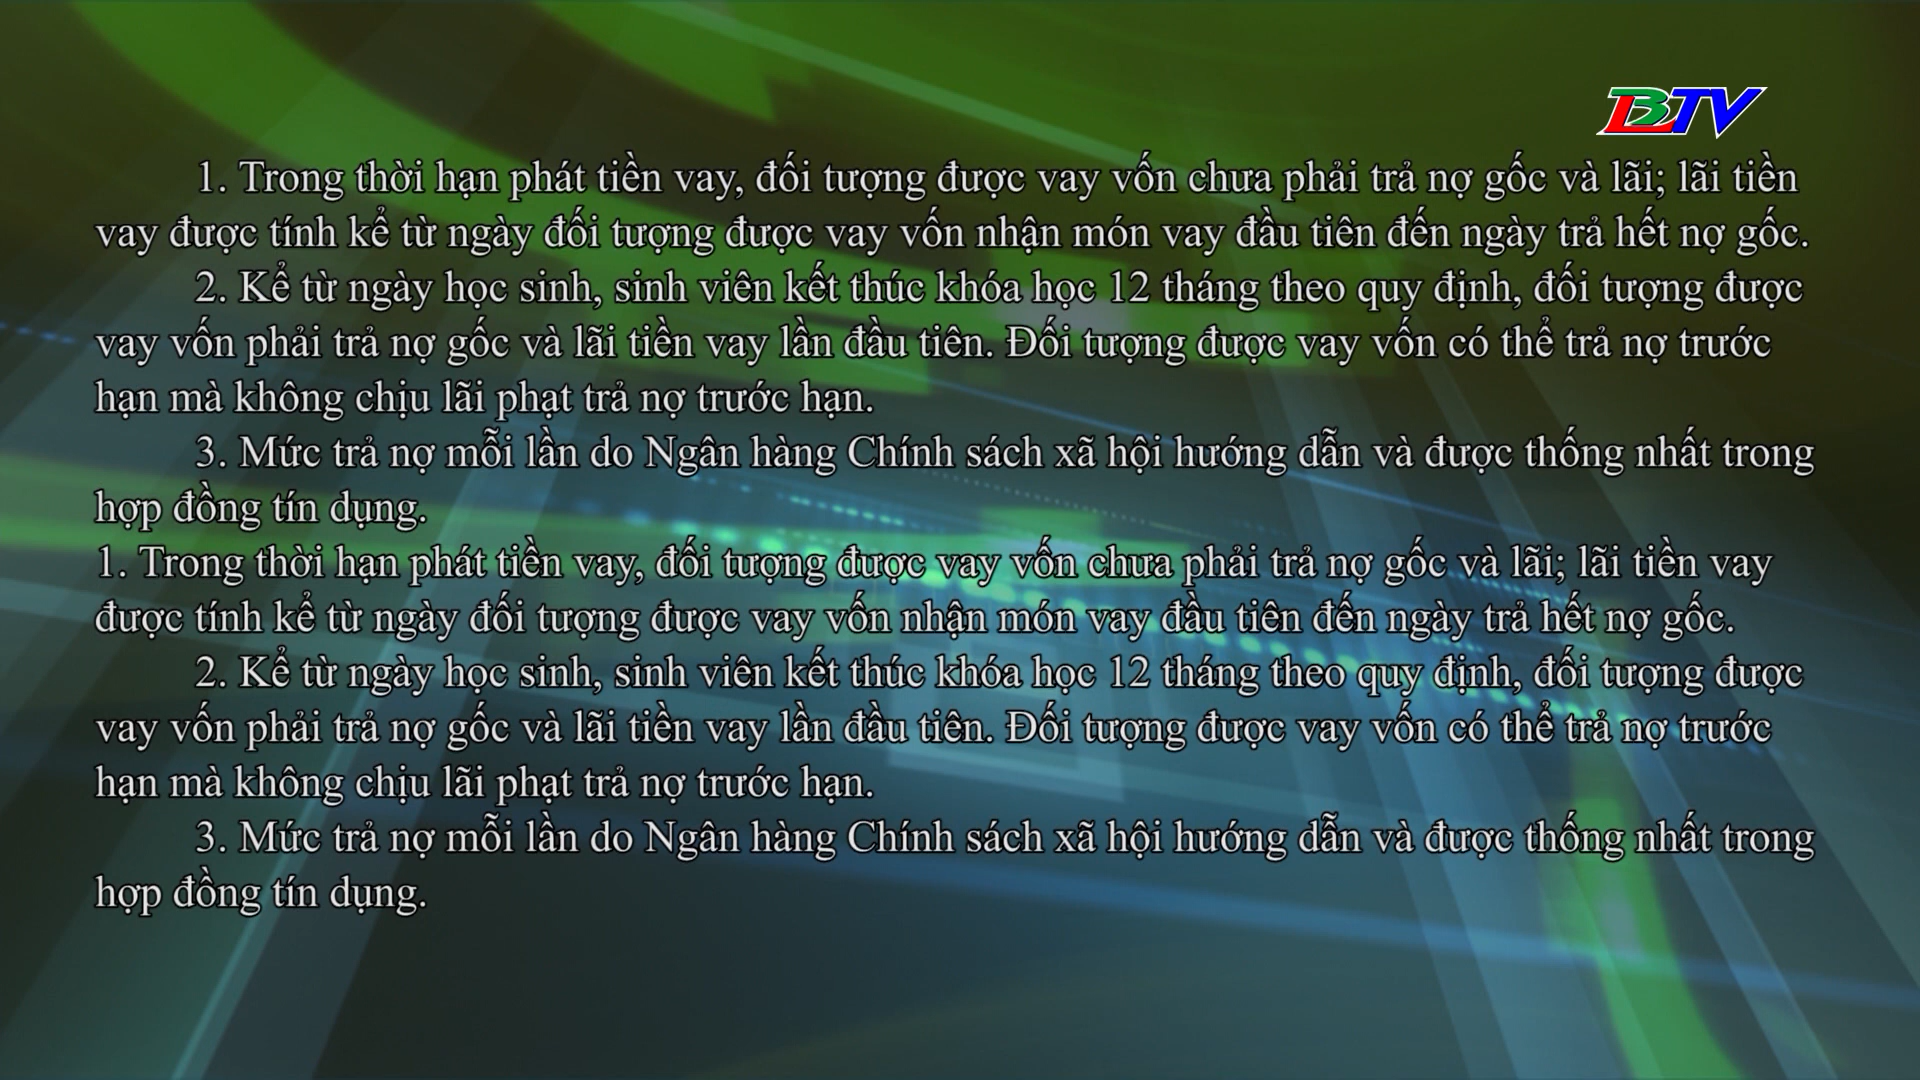 BTV
1. Trong thời hạn phát tiền vay, đối tượng được vay vốn chưa phải trả nợ gốc và lãi; lãi tiền
vay được tính kể từ ngày đối tượng được vay vốn nhận món vay đầu tiên đến ngày trả hết nợ gốc.
2. Kể từ ngày học sinh, sinh viên kết thúc khóa học 12 tháng theo quy định, đối tượng được
vay vốn phải trả nợ gốc và lãi tiền vay lần đầu tiên. Đối tượng được vay vốn có thể trả nợ trước
hạn mà không chịu lãi phạt trả nợ trước hạn.
3. Mức trả nợ mỗi lần do Ngân hàng Chính sách xã hội hướng dẫn và được thống nhất trong
hợp đồng tín dụng.
1. Trong thời hạn phát tiền vay, đối tượng được vay vốn chưa phải trả nợ gốc và lãi; lãi tiền vay
được tính kể từ ngày đối tượng được vay vốn nhận món vay đầu tiên đến ngày trả hết nợ gốc.
2. Kể từ ngày học sinh, sinh viên kết thúc khóa học 12 tháng theo quy định, đối tượng được
vay vốn phải trả nợ gốc và lãi tiền vay lần đầu tiên. Đối tượng được vay vốn có thể trả nợ trước
hạn mà không chịu lãi phạt trả nợ trước hạn.
3. Mức trả nợ mỗi lần do Ngân hàng Chính sách xã hội hướng dẫn và được thống nhất trong
hợp đồng tín dụng.